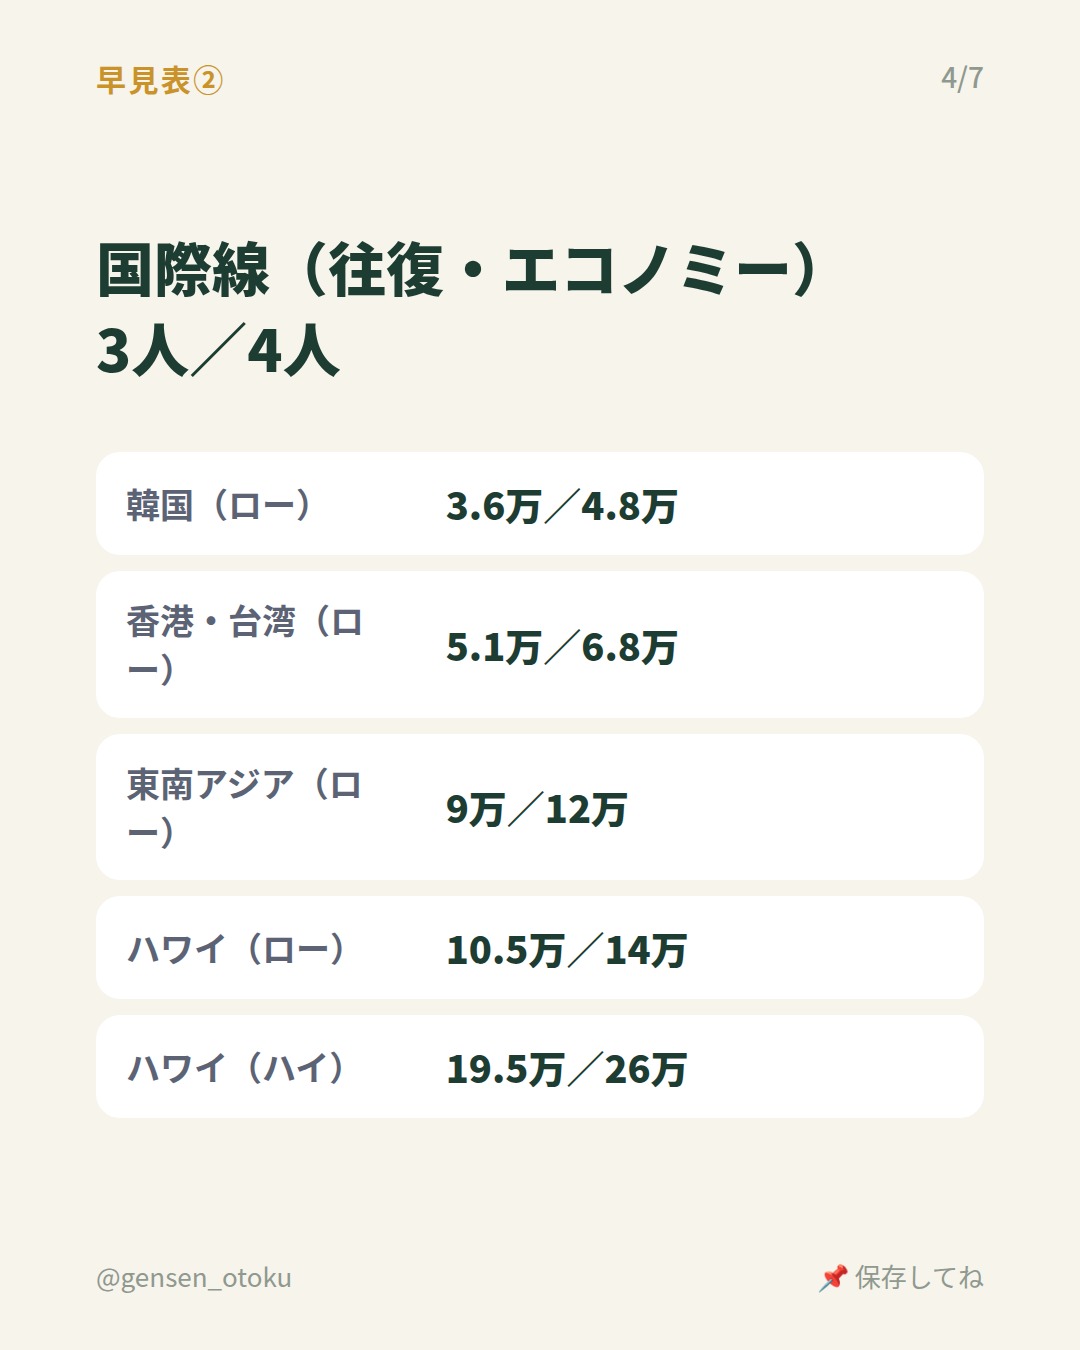 早見表②
4/7
国際線（往復・エコノミー）
3人／4人
韓国（ロー）
3.6万／4.8万
香港・台湾（ロ
ー）
5.1万／6.8万
東南アジア（ロ
ー）
9万／12万
ハワイ（ロー）
10.5万／14万
ハワイ（ハイ）
19.5万／26万
@gensen_otoku
📌 保存してね